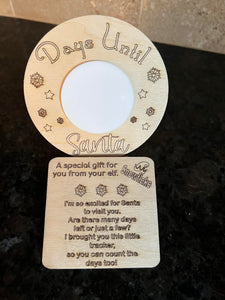 Days Until
Santa
A special gift for
you from your elf.
I'm so excited for Santa
to visit you.
Are there many days
left or just a few?
I brought you this little
tracker,
so you can count the
days too!